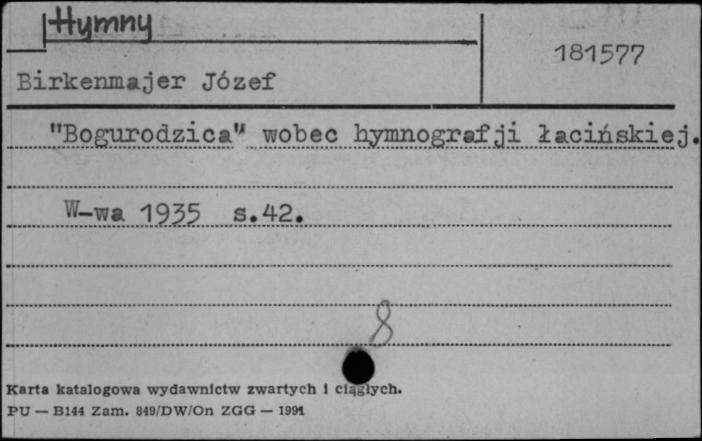 Hymny
181577
Birkenmajer Józef
"Bogurodzica" wobec hymnografji łacińskiej.
W-wa 1935 s.42.
8
Karta katalogowa wydawnictw zwartych i ciągłych.
PU — B144 Zam. 849/DW/On ZGG — 1991